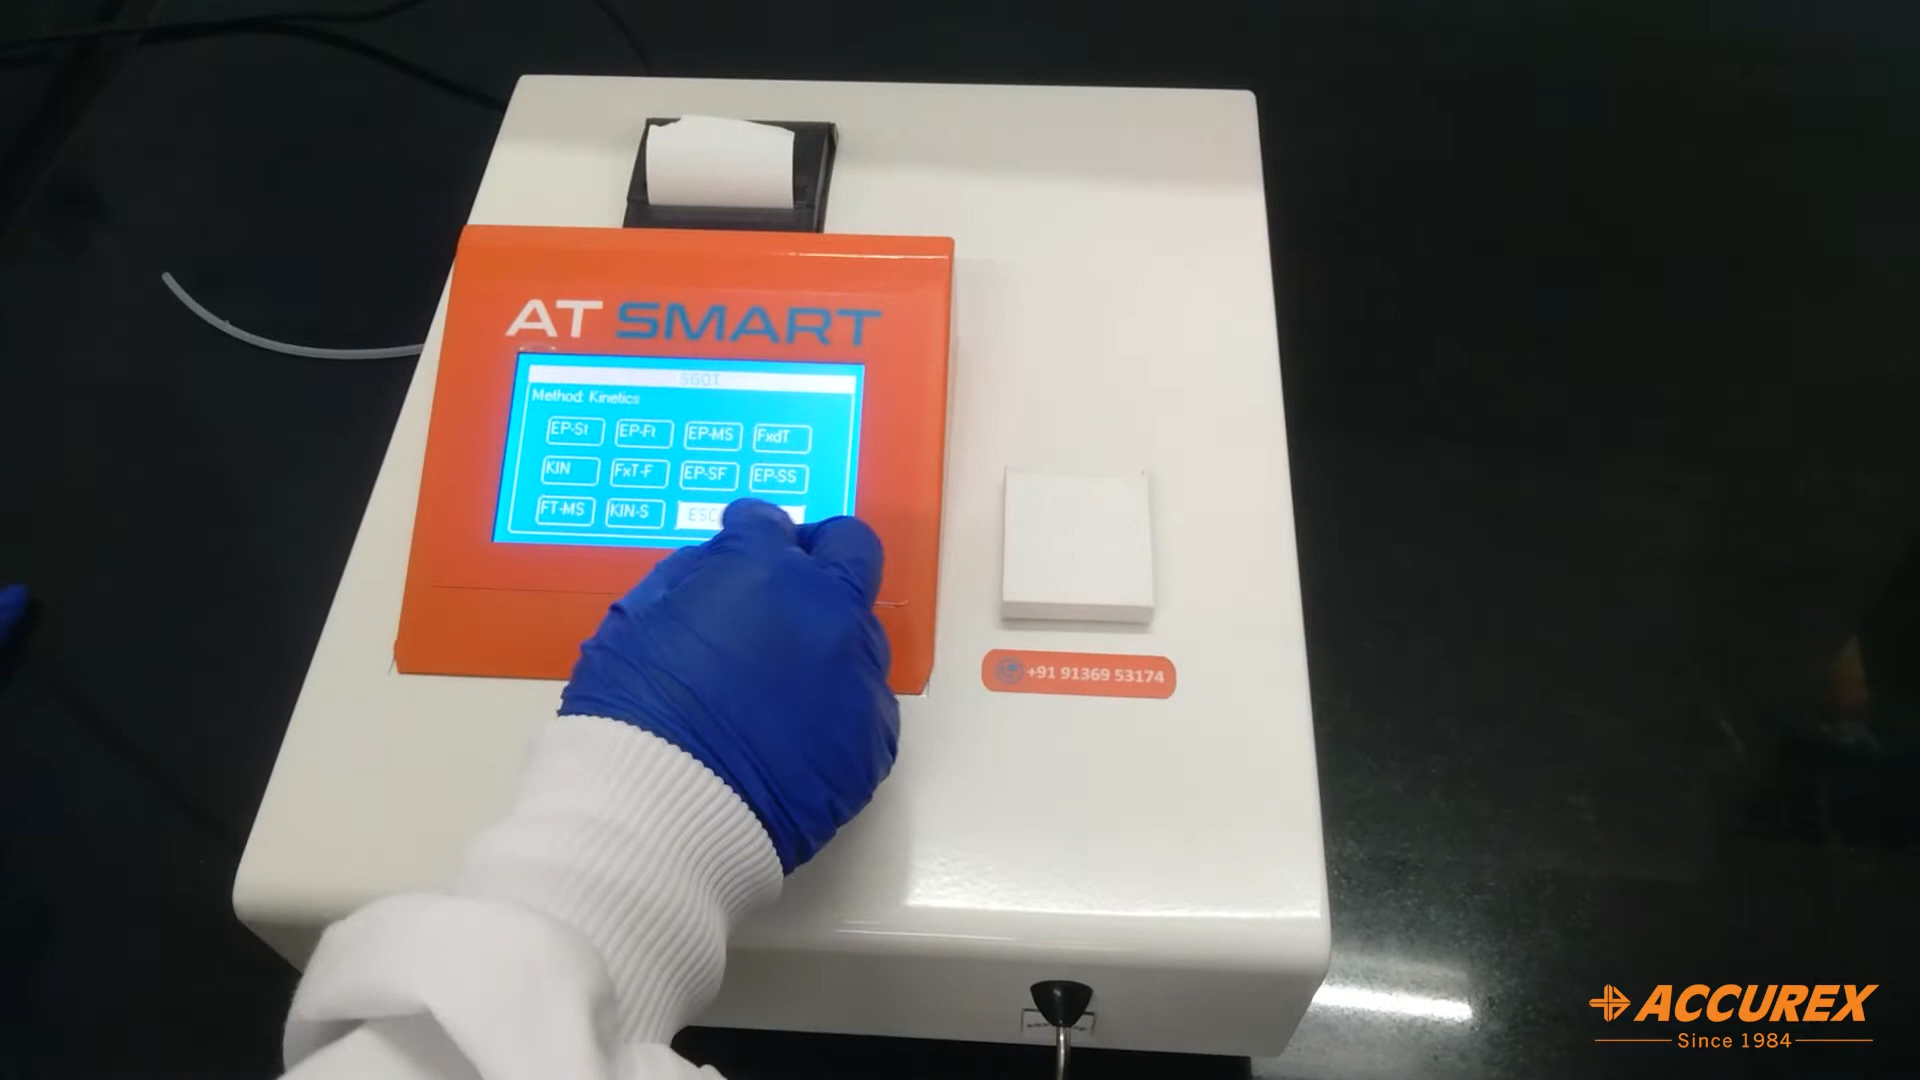 AT SMART
SGOT
Method: Kinetics
EP-St EP-Ft EP-MS FxdT
KIN FxT-F EP-SF EP-SS
FT-MS KIN-S ESC
+91 91369 53174
ACCUREX
Since 1984